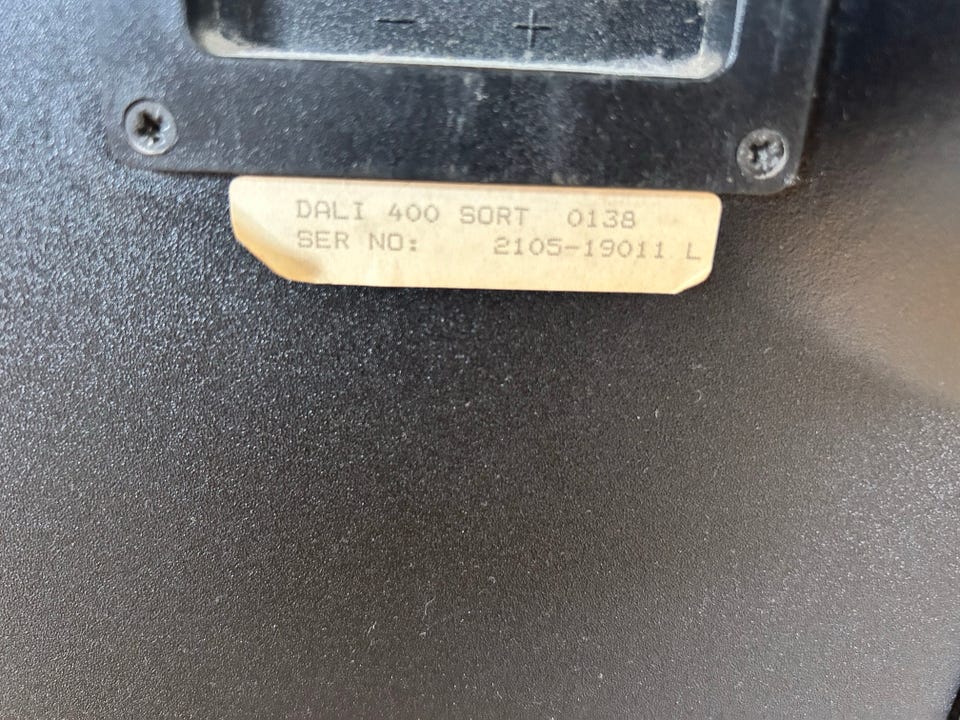 - +
DALI 400 SORT 0138
SER NO: 2105-19011 L